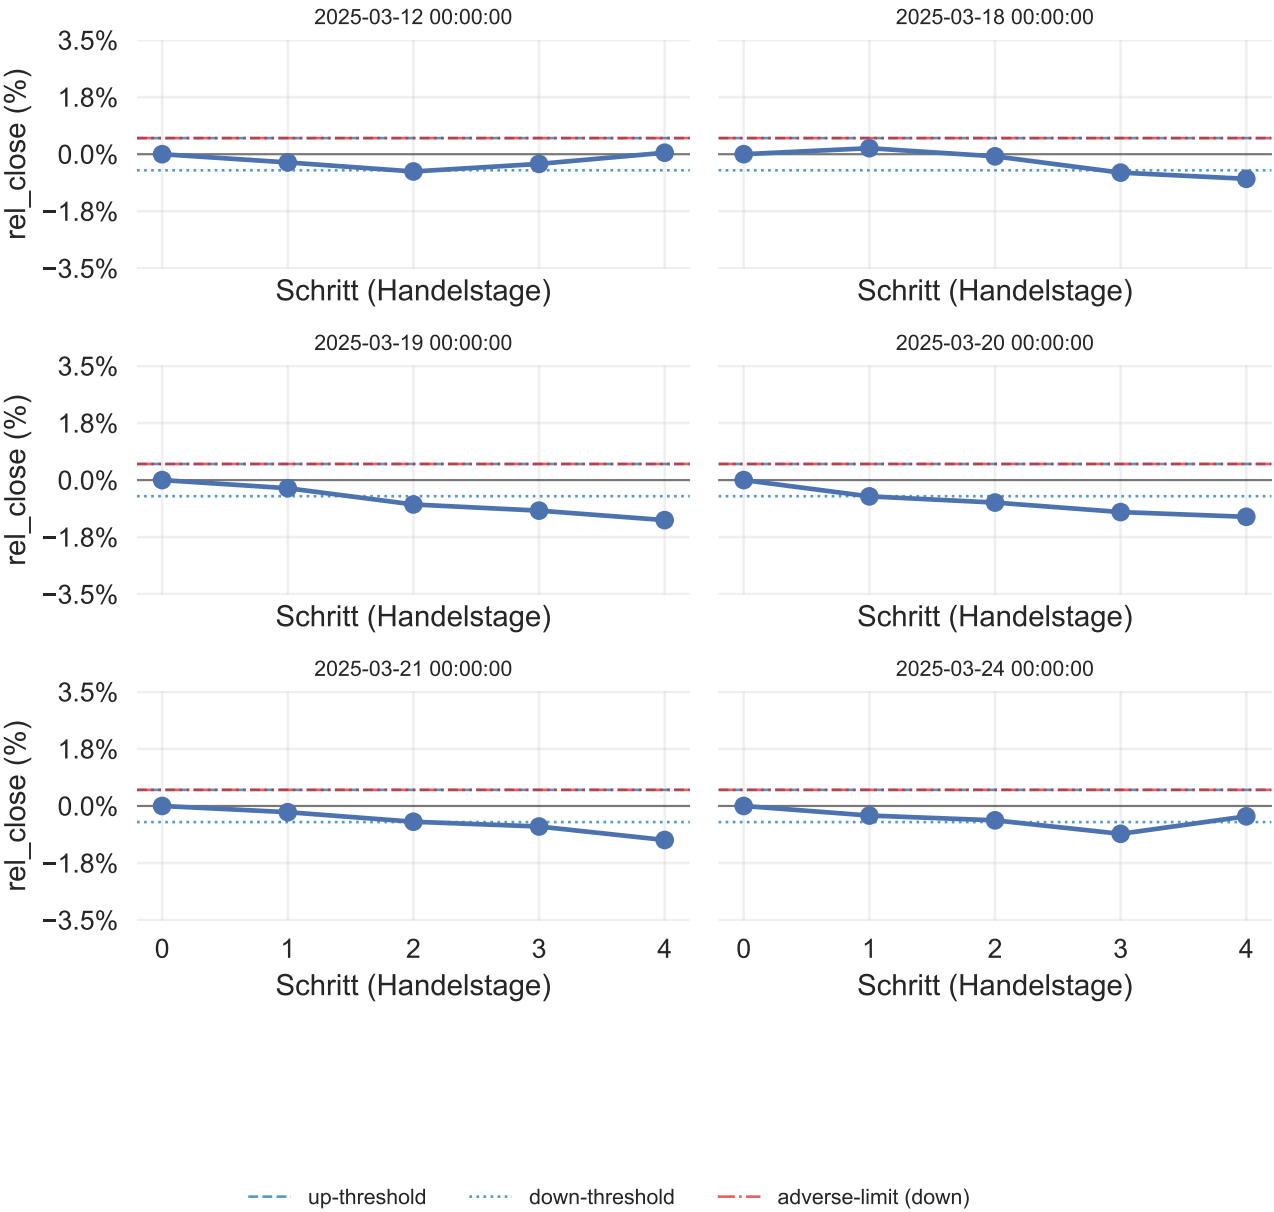 2025-03-12 00:00:00
2025-03-18 00:00:00
3.5%
1.8%
0.0%
−1.8%
−3.5%
rel_close (%)
Schritt (Handelstage)
Schritt (Handelstage)
2025-03-19 00:00:00
2025-03-20 00:00:00
3.5%
1.8%
0.0%
−1.8%
−3.5%
rel_close (%)
Schritt (Handelstage)
Schritt (Handelstage)
2025-03-21 00:00:00
2025-03-24 00:00:00
3.5%
1.8%
0.0%
−1.8%
−3.5%
rel_close (%)
0 1 2 3 4
0 1 2 3 4
Schritt (Handelstage)
Schritt (Handelstage)
up-threshold down-threshold adverse-limit (down)